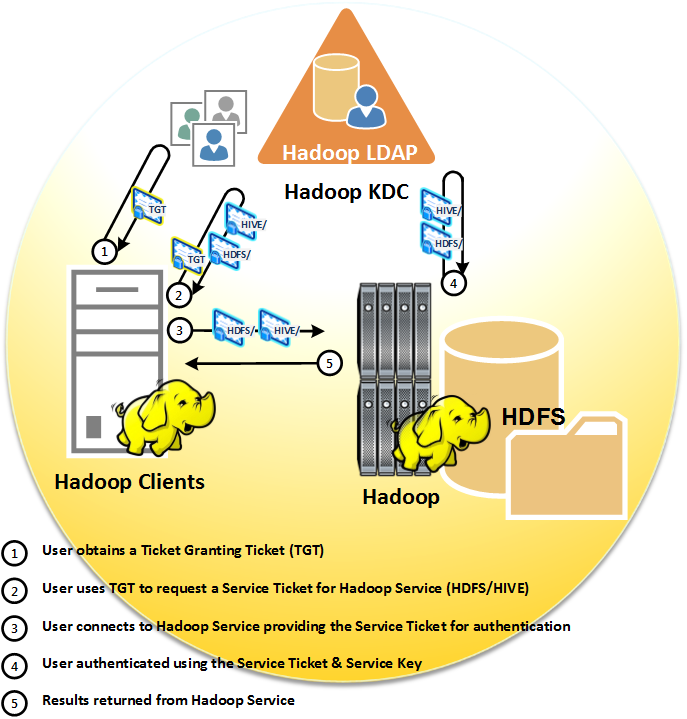 Hadoop LDAP
Hadoop KDC
TGT
1
HIVE/
HDFS/
TGT
2
HIVE/
HDFS/
4
3
HDFS/
HIVE/
5
HDFS
Hadoop Clients
Hadoop
1 User obtains a Ticket Granting Ticket (TGT)
2 User uses TGT to request a Service Ticket for Hadoop Service (HDFS/HIVE)
3 User connects to Hadoop Service providing the Service Ticket for authentication
4 User authenticated using the Service Ticket & Service Key
5 Results returned from Hadoop Service